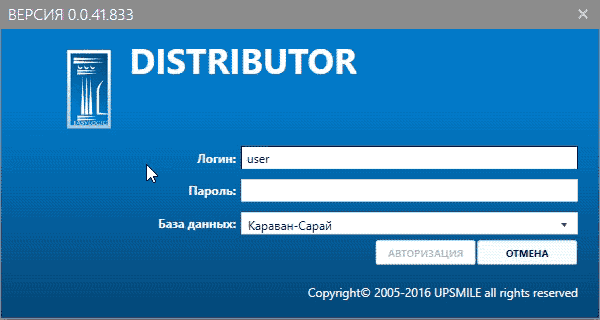 ВЕРСИЯ 0.0.41.833
DISTRIBUTOR
EASYLOGIC
Логин: user
Пароль:
База данных: Караван-Сарай
АВТОРИЗАЦИЯ ОТМЕНА
Copyright© 2005-2016 UPSMILE all rights reserved